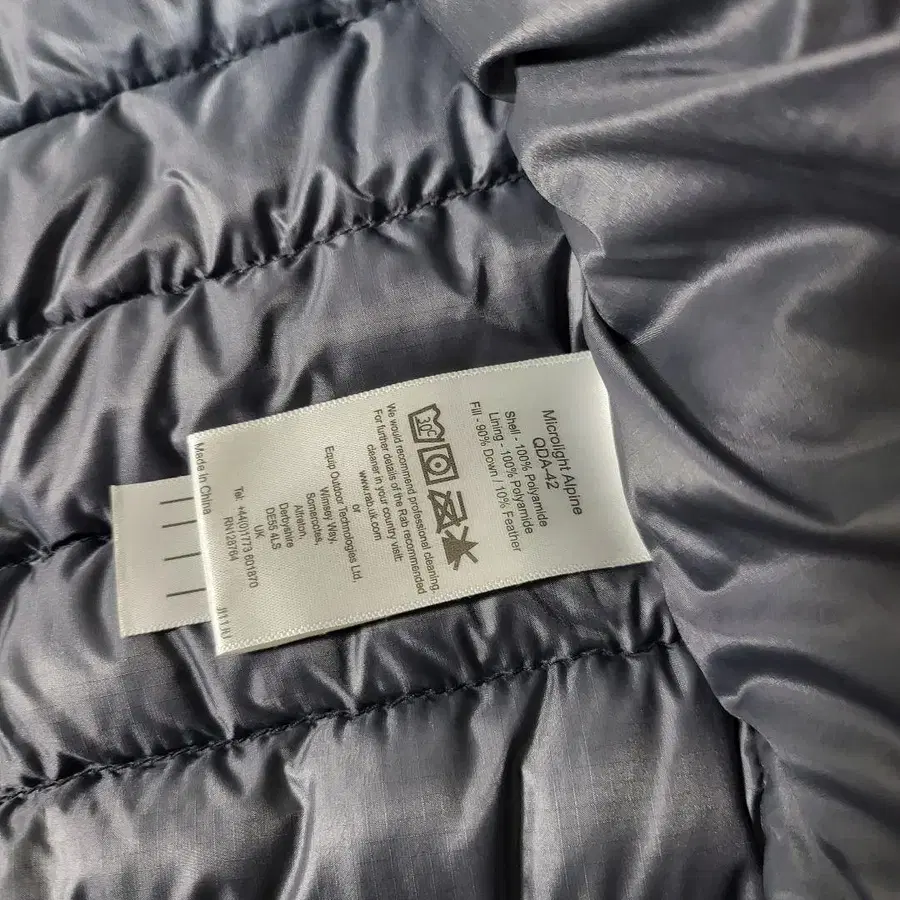 Microlight Alpine
QDA-42
Shell - 100% Polyamide
Lining - 100% Polyamide
Fill - 90% Down / 10% Feather
30°C
We would recommend professional cleaning.
For further details of the Rab recommended
cleaner in your country visit:
www.rab.uk.com
or
Equip Outdoor Technologies Ltd,
Wimsey Way,
Somercotes,
Alfreton,
Derbyshire
DE55 4LS
UK
Tel: +44(0)1773 601870
RN128764
Made in China